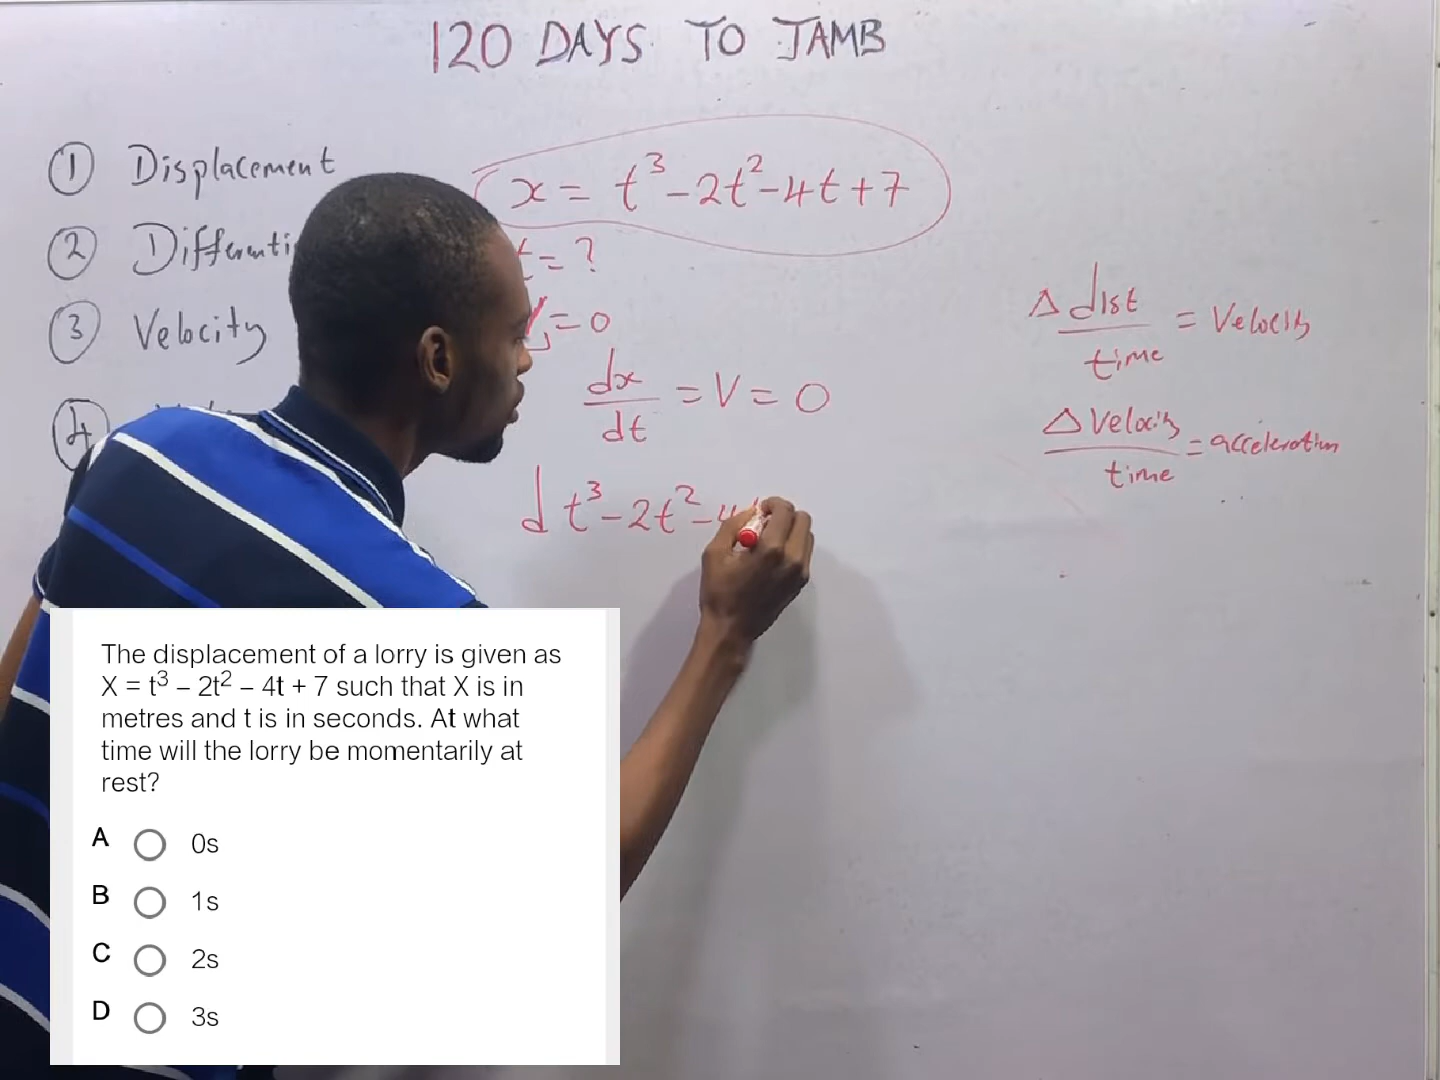 120 DAYS TO JAMB
① Displacement
② Differenti
③ Velocity
④
x = t³ - 2t² - 4t + 7
t = ?
V = 0
dx/dt = V = 0
d t³ - 2t² - 4
Δ dist/time = Velocity
Δ Velocity/time = acceleration
The displacement of a lorry is given as
X = t³ – 2t² – 4t + 7 such that X is in
metres and t is in seconds. At what
time will the lorry be momentarily at
rest?
A 0s
B 1s
C 2s
D 3s